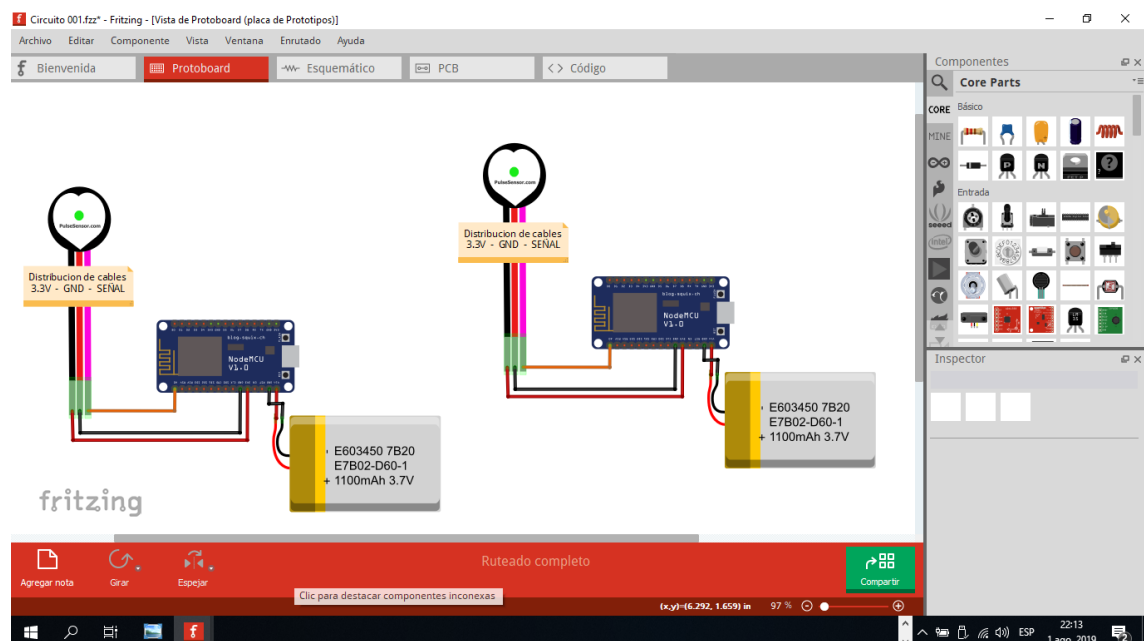 Circuito 001.fzz* - Fritzing - [Vista de Protoboard (placa de Prototipos)]
Archivo Editar Componente Vista Ventana Enrutado Ayuda
Bienvenida Protoboard Esquemático PCB Código
PulseSensor.com
Distribucion de cables
3.3V - GND - SEÑAL
NodeMCU
V1.0
E603450 7B20
E7B02-D60-1
+ 1100mAh 3.7V
PulseSensor.com
Distribucion de cables
3.3V - GND - SEÑAL
NodeMCU
V1.0
E603450 7B20
E7B02-D60-1
+ 1100mAh 3.7V
fritzing
Componentes
Core Parts
CORE
MINE
seeed
intel
Básico
P N ?
Entrada
Inspector
Agregar nota
Girar
Espejar
Ruteado completo
Compartir
Clic para destacar componentes inconexas
(x,y)=(6.292, 1.659) in 97 %
ESP
22:13
1 ago. 2019